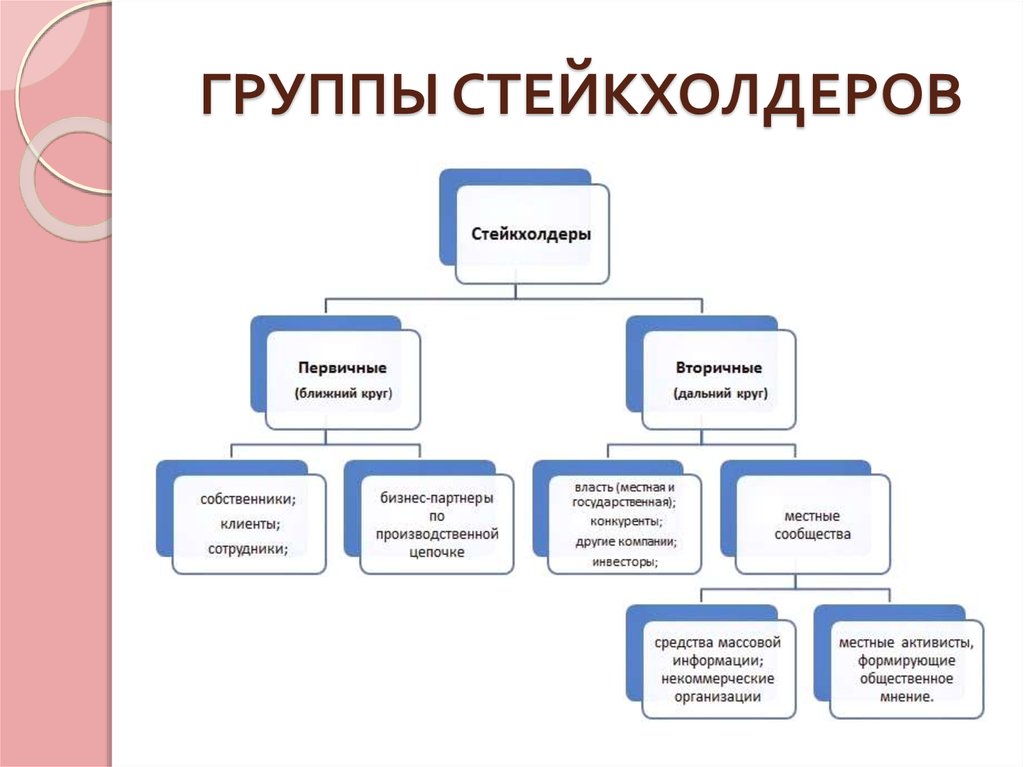 ГРУППЫ СТЕЙКХОЛДЕРОВ
Стейкхолдеры
Первичные
(ближний круг)
Вторичные
(дальний круг)
собственники;
клиенты;
сотрудники;
бизнес-партнеры
по
производственной
цепочке
власть (местная и
государственная);
конкуренты;
другие компании;
инвесторы;
местные
сообщества
средства массовой
информации;
некоммерческие
организации
местные активисты,
формирующие
общественное
мнение.